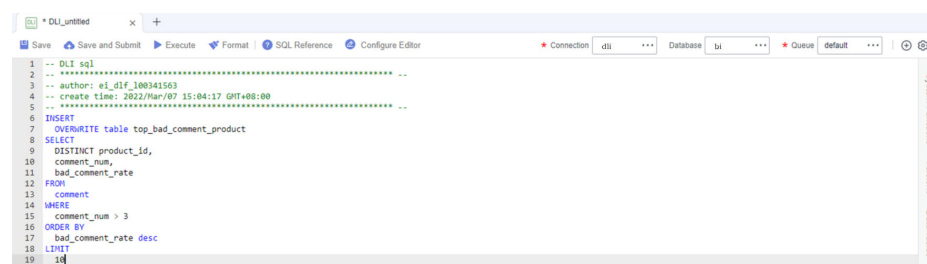 DLI * DLI_untitled × +
Save Save and Submit Execute Format SQL Reference Configure Editor * Connection dli ... Database bi ... * Queue default ...
1 -- DLI sql
2 -- ******************************************************************** --
3 -- author: ei_dlf_l00341563
4 -- create time: 2022/Mar/07 15:04:17 GMT+08:00
5 -- ******************************************************************** --
6 INSERT
7 OVERWRITE table top_bad_comment_product
8 SELECT
9 DISTINCT product_id,
10 comment_num,
11 bad_comment_rate
12 FROM
13 comment
14 WHERE
15 comment_num > 3
16 ORDER BY
17 bad_comment_rate desc
18 LIMIT
19 10